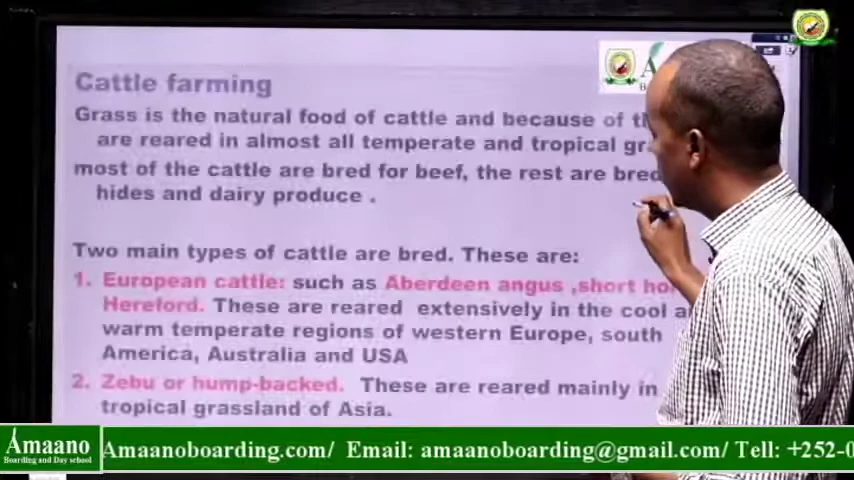 Cattle farming
Grass is the natural food of cattle and because of
are reared in almost all temperate and tropical
most of the cattle are bred for beef, the rest are bred
hides and dairy produce .
Two main types of cattle are bred. These are:
1. European cattle: such as Aberdeen angus ,short
Hereford. These are reared extensively in the cool
warm temperate regions of western Europe, south
America, Australia and USA
2. Zebu or hump-backed. These are reared mainly in
tropical grassland of Asia.
Amaano
Boarding and Day school
Amaanoboarding.com/ Email: amaanoboarding@gmail.com/ Tell: +252-0